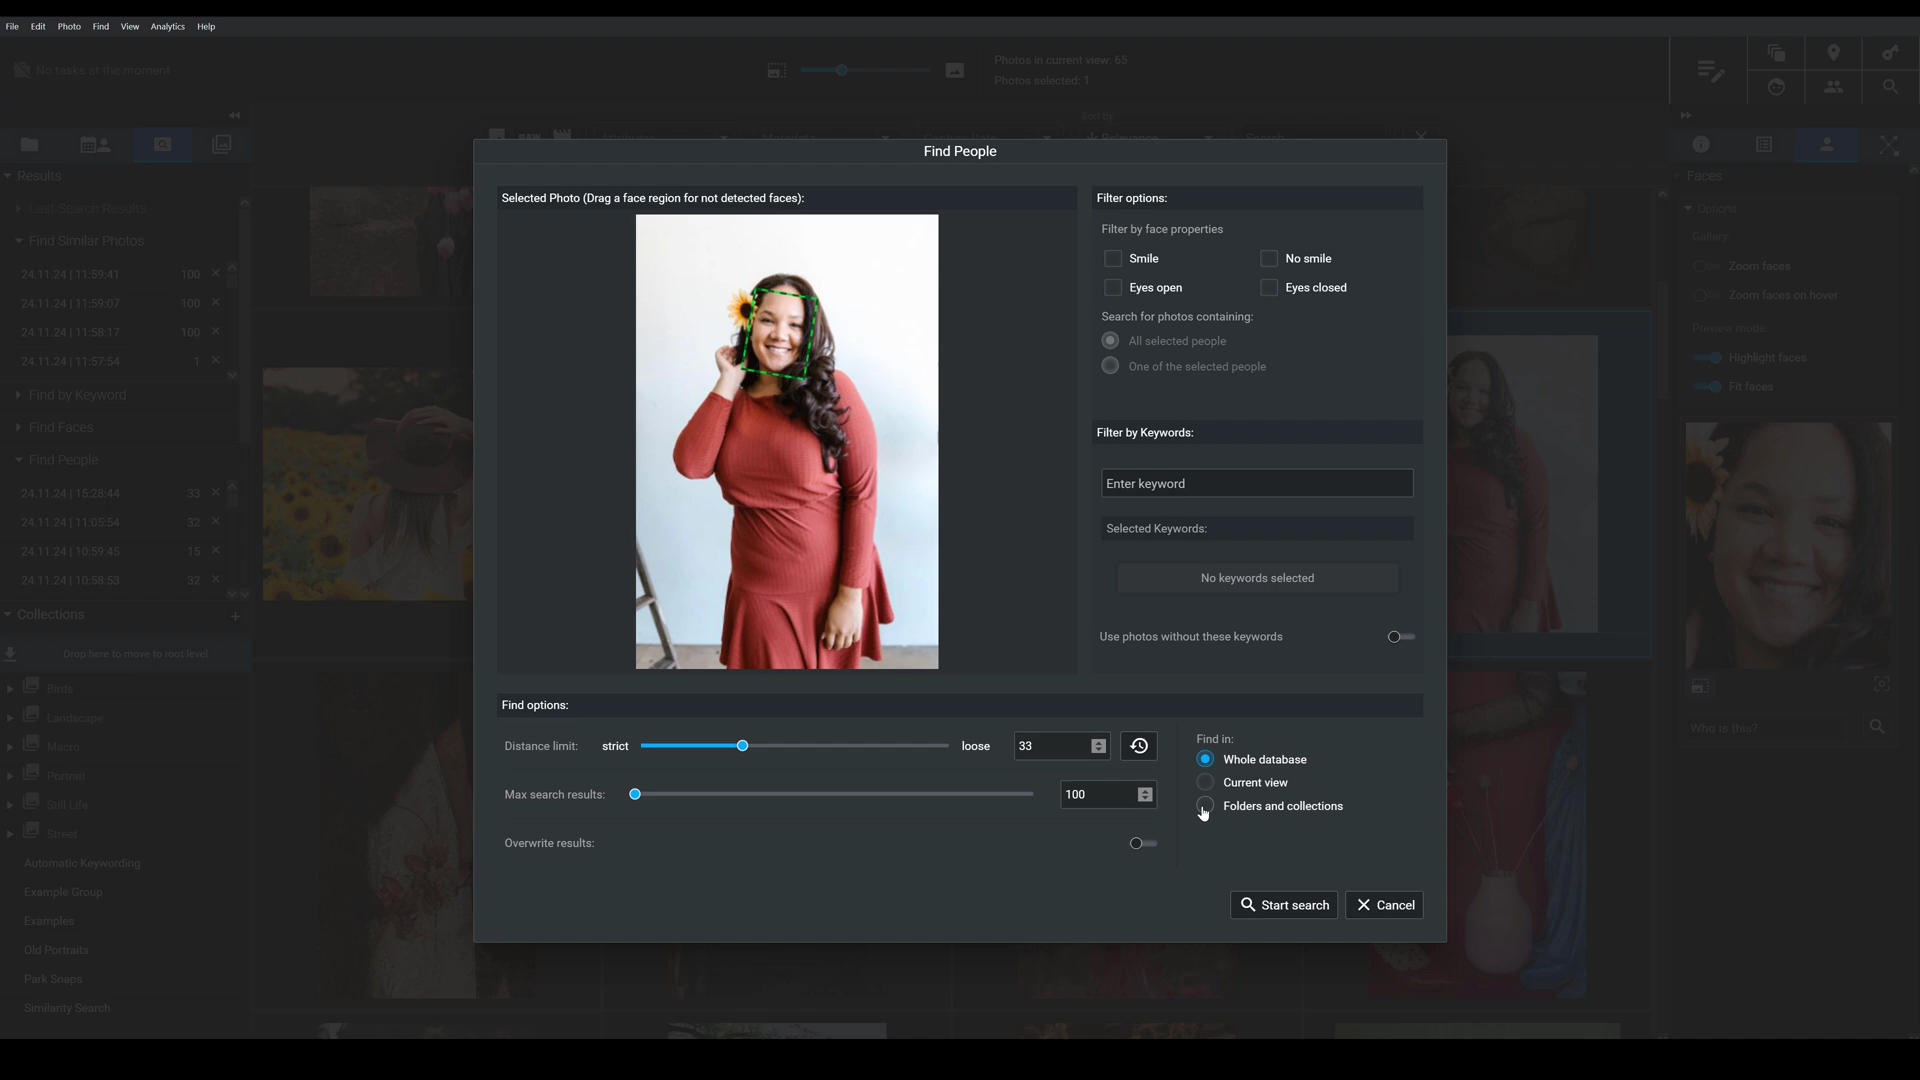 File Edit Photo Find View Analytics Help
No tasks at the moment
Photos in current view: 65
Photos selected: 1
Sort by
Relevance
Search
Results
Last Search Results
Find Similar Photos
24.11.24 | 11:59:41 100
24.11.24 | 11:59:07 100
24.11.24 | 11:58:17 100
24.11.24 | 11:57:54 1
Find by Keyword
Find Faces
Find People
24.11.24 | 15:28:44 33
24.11.24 | 11:05:54 32
24.11.24 | 10:59:45 15
24.11.24 | 10:58:53 32
Collections
Drop here to move to root level
Birds
Landscape
Macro
Portrait
Still Life
Street
Automatic Keywording
Example Group
Examples
Old Portraits
Park Snaps
Similarity Search
Find People
Selected Photo (Drag a face region for not detected faces):
Filter options:
Filter by face properties
Smile No smile
Eyes open Eyes closed
Search for photos containing:
All selected people
One of the selected people
Filter by Keywords:
Enter keyword
Selected Keywords:
No keywords selected
Use photos without these keywords
Find options:
Distance limit: strict loose 33
Max search results: 100
Overwrite results:
Find in:
Whole database
Current view
Folders and collections
Start search Cancel
Faces
Options
Gallery
Zoom faces
Zoom faces on hover
Preview mode:
Highlight faces
Fit faces
Who is this?